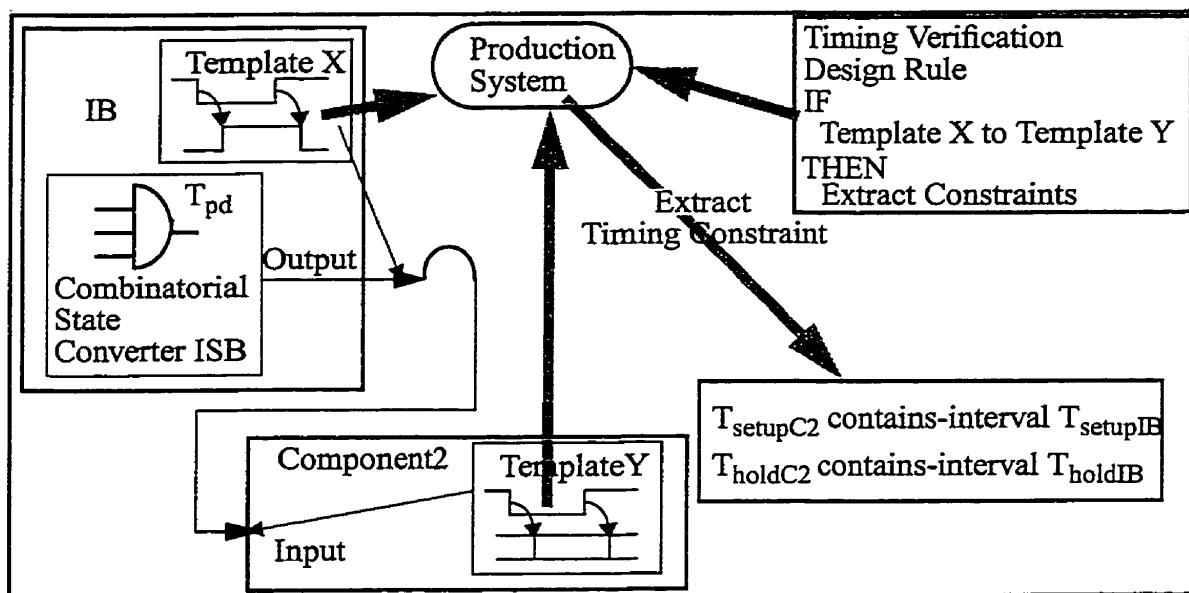 Template X
IB
T_pd
Combinatorial
State
Converter ISB
Output
Production
System
Timing Verification
Design Rule
IF
Template X to Template Y
THEN
Extract Constraints
Extract
Timing Constraint
T_setupC2 contains-interval T_setupIB
T_holdC2 contains-interval T_holdIB
Component2
TemplateY
Input